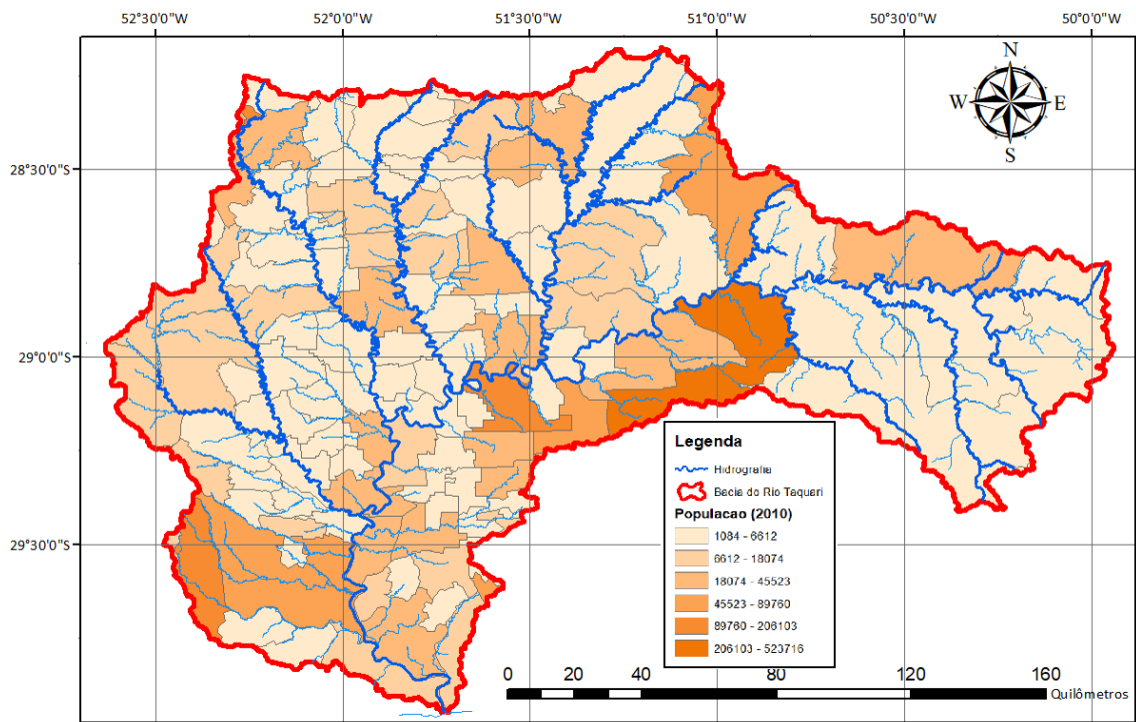 52°30'0"W 52°0'0"W 51°30'0"W 51°0'0"W 50°30'0"W 50°0'0"W
N
W E
S
28°30'0"S
29°0'0"S
29°30'0"S
Legenda
Hidrografia
Bacia do Rio Taquari
Populacao (2010)
1084 - 6612
6612 - 18074
18074 - 45523
45523 - 89760
89760 - 206103
206103 - 523716
0 20 40 80 120 160
Quilômetros